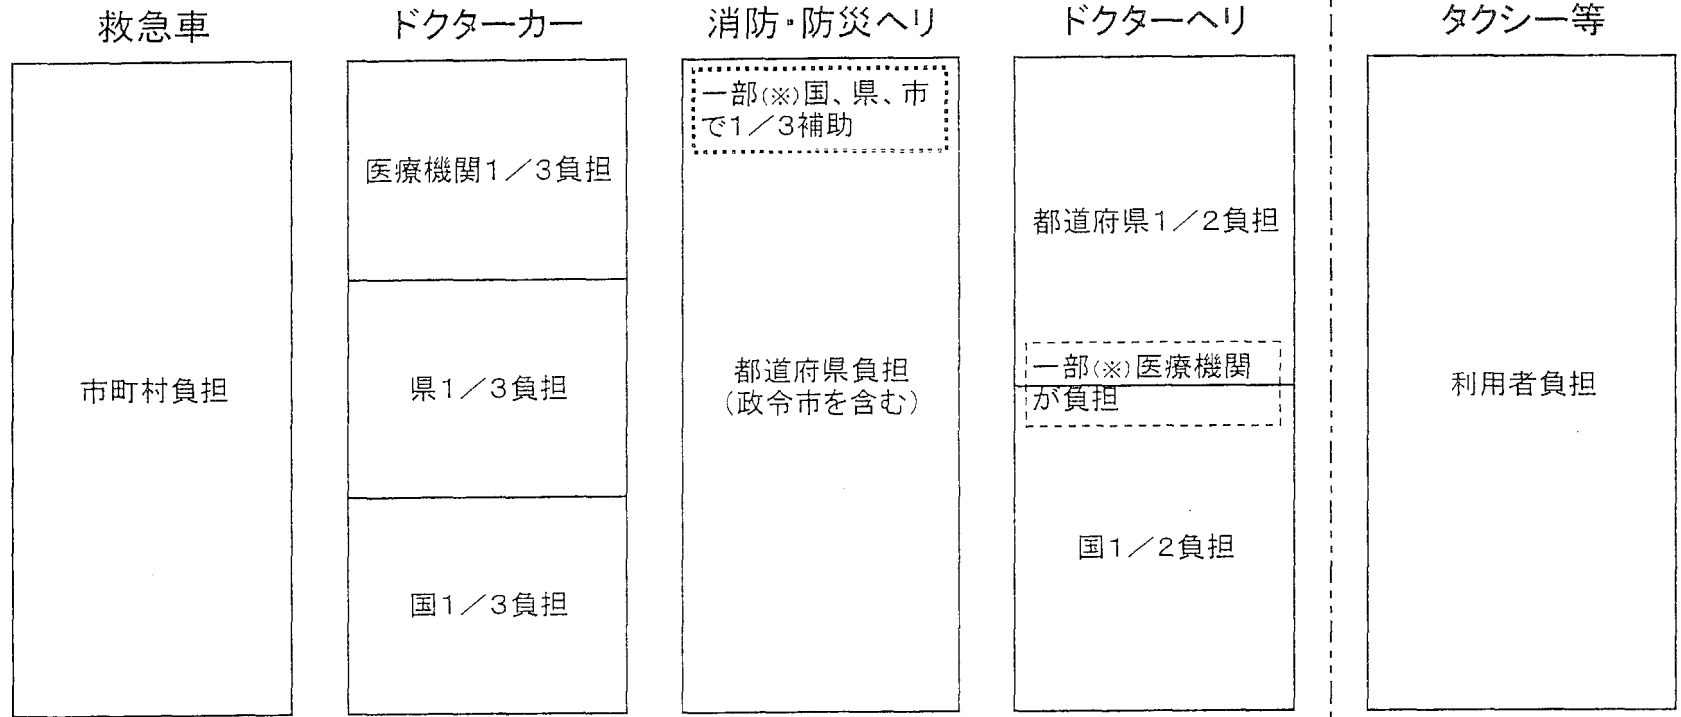 救急車
市町村負担
ドクターカー
医療機関1／3負担
県1／3負担
国1／3負担
消防・防災ヘリ
一部(※)国、県、市
で1／3補助
都道府県負担
（政令市を含む）
ドクターヘリ
都道府県1／2負担
一部(※)医療機関
が負担
国1／2負担
タクシー等
利用者負担